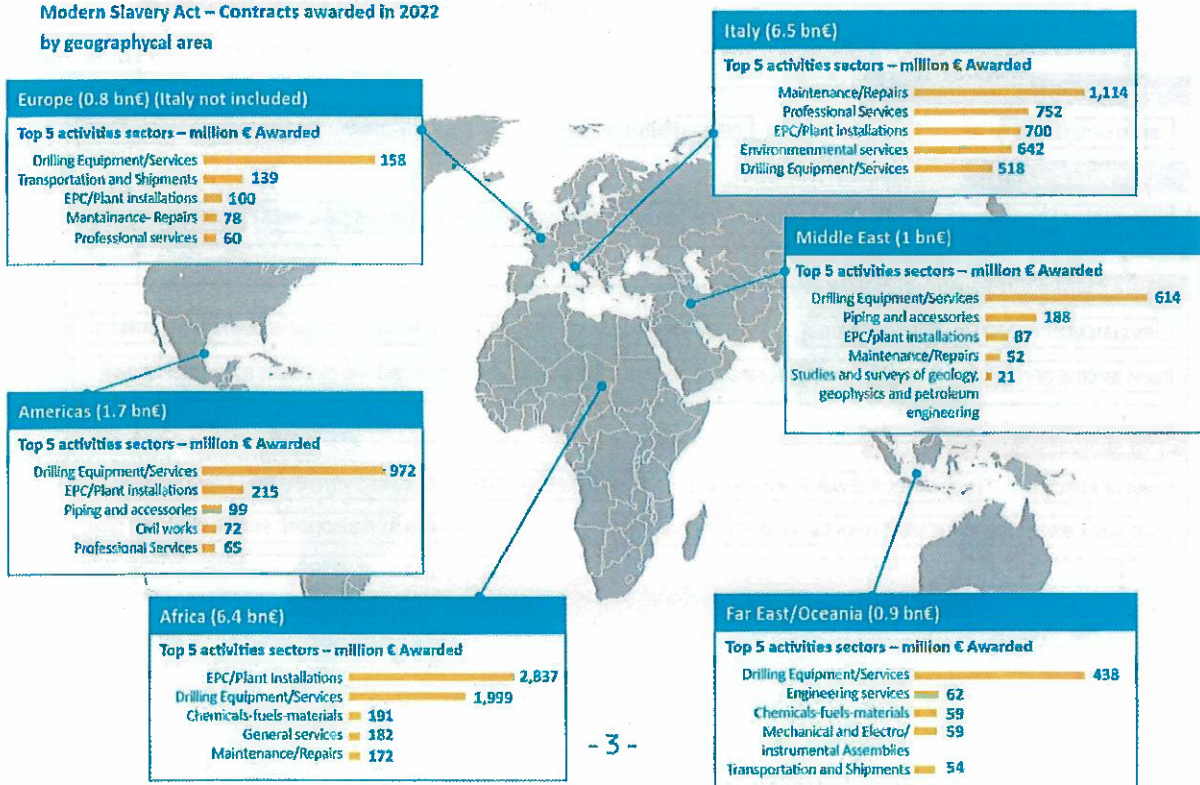 Modern Slavery Act – Contracts awarded in 2022
by geographycal area
Italy (6.5 bn€)
Top 5 activities sectors – million € Awarded
Maintenance/Repairs 1,114
Professional Services 752
EPC/Plant installations 700
Environmenmental services 642
Drilling Equipment/Services 518
Europe (0.8 bn€) (Italy not included)
Top 5 activities sectors – million € Awarded
Drilling Equipment/Services 158
Transportation and Shipments 139
EPC/Plant installations 100
Mantainance- Repairs 78
Professional services 60
Middle East (1 bn€)
Top 5 activities sectors – million € Awarded
Drilling Equipment/Services 614
Piping and accessories 188
EPC/plant installations 87
Maintenance/Repairs 52
Studies and surveys of geology, 21
geophysics and petroleum
engineering
Americas (1.7 bn€)
Top 5 activities sectors – million € Awarded
Drilling Equipment/Services 972
EPC/Plant installations 215
Piping and accessories 99
Civil works 72
Professional Services 65
Africa (6.4 bn€)
Top 5 activities sectors – million € Awarded
EPC/Plant Installations 2,837
Drilling Equipment/Services 1,999
Chemicals-fuels-materials 191
General services 182
Maintenance/Repairs 172
Far East/Oceania (0.9 bn€)
Top 5 activities sectors – million € Awarded
Drilling Equipment/Services 438
Engineering services 62
Chemicals-fuels-materials 59
Mechanical and Electro/ 59
instrumental Assemblies
Transportation and Shipments 54
- 3 -